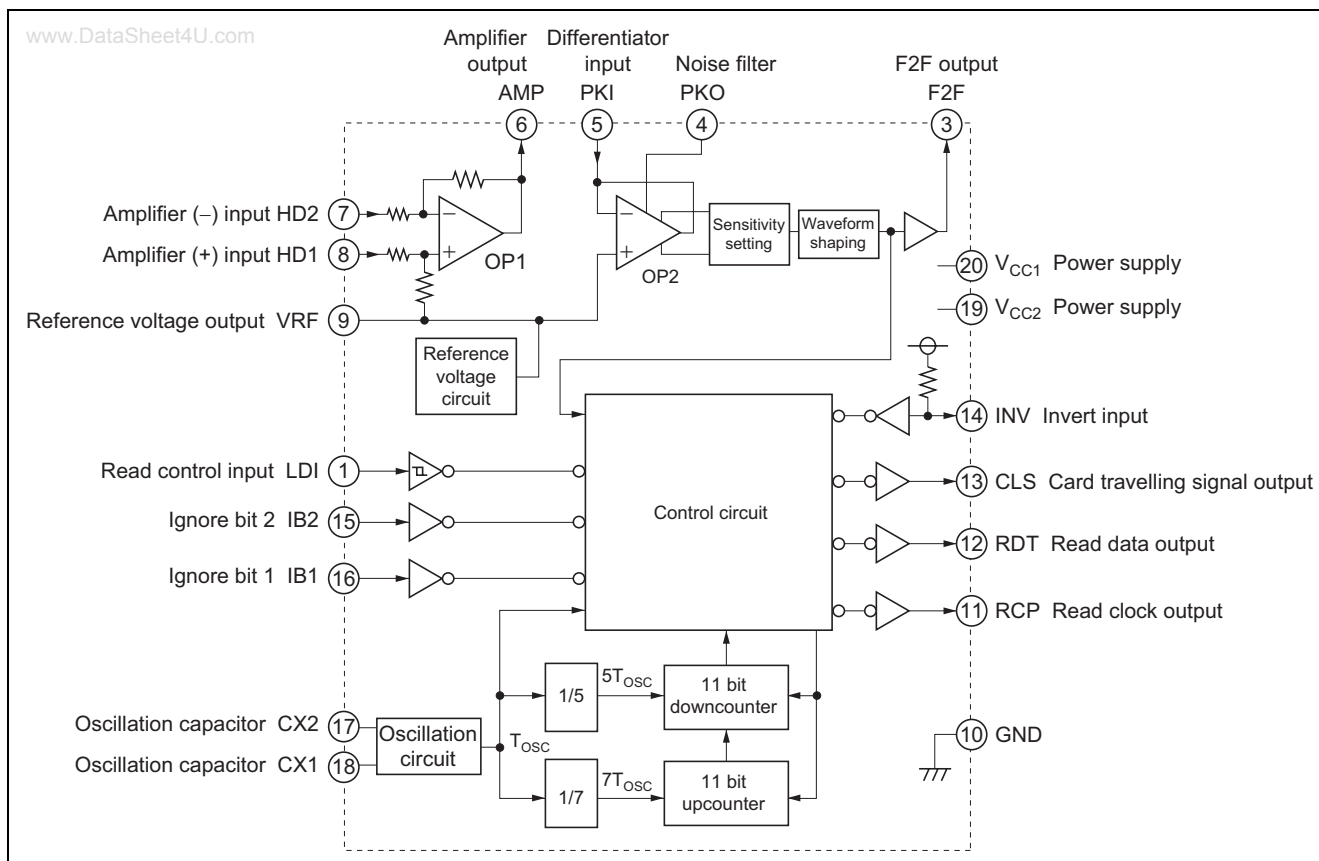 www.DataSheet4U.com
Amplifier output AMP
Differentiator input PKI
Noise filter PKO
F2F output F2F
6
5
4
3
Amplifier (−) input HD2 7
−
Amplifier (+) input HD1 8
+
OP1
−
+
OP2
Sensitivity setting
Waveform shaping
20 VCC1 Power supply
19 VCC2 Power supply
Reference voltage output VRF 9
Reference voltage circuit
14 INV Invert input
Read control input LDI 1
13 CLS Card travelling signal output
Ignore bit 2 IB2 15
Control circuit
12 RDT Read data output
Ignore bit 1 IB1 16
11 RCP Read clock output
1/5
5TOSC
11 bit downcounter
Oscillation capacitor CX2 17
Oscillation circuit
TOSC
10 GND
Oscillation capacitor CX1 18
1/7
7TOSC
11 bit upcounter